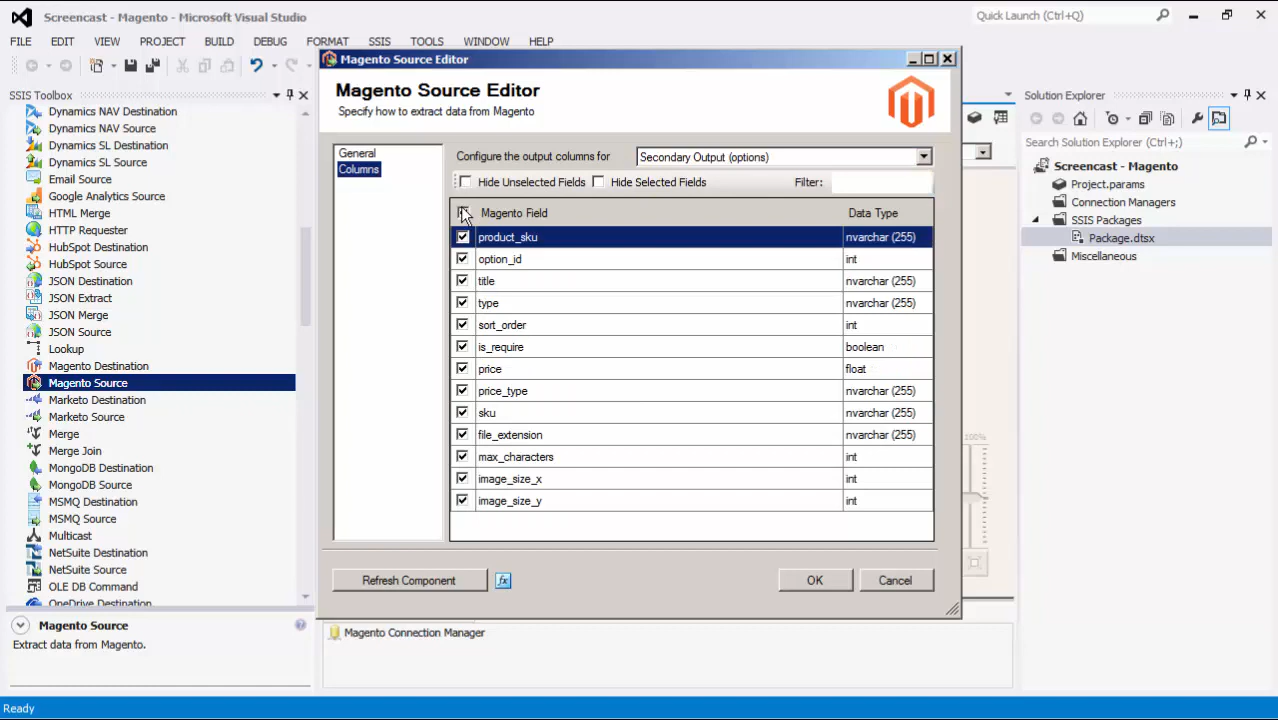 Screencast - Magento - Microsoft Visual Studio
Quick Launch (Ctrl+Q)
FILE EDIT VIEW PROJECT BUILD DEBUG FORMAT SSIS TOOLS WINDOW HELP
SSIS Toolbox
Dynamics NAV Destination
Dynamics NAV Source
Dynamics SL Destination
Dynamics SL Source
Email Source
Google Analytics Source
HTML Merge
HTTP Requester
HubSpot Destination
HubSpot Source
JSON Destination
JSON Extract
JSON Merge
JSON Source
Lookup
Magento Destination
Magento Source
Marketo Destination
Marketo Source
Merge
Merge Join
MongoDB Destination
MongoDB Source
MSMQ Destination
MSMQ Source
Multicast
NetSuite Destination
NetSuite Source
OLE DB Command
OneDrive Destination
Magento Source
Extract data from Magento.
Ready
Magento Source Editor
Magento Source Editor
Specify how to extract data from Magento
General
Columns
Configure the output columns for Secondary Output (options)
Hide Unselected Fields Hide Selected Fields Filter:
Magento Field Data Type
product_sku nvarchar (255)
option_id int
title nvarchar (255)
type nvarchar (255)
sort_order int
is_require boolean
price float
price_type nvarchar (255)
sku nvarchar (255)
file_extension nvarchar (255)
max_characters int
image_size_x int
image_size_y int
Refresh Component fx OK Cancel
100%
Magento Connection Manager
Solution Explorer
Search Solution Explorer (Ctrl+;)
Screencast - Magento
Project.params
Connection Managers
SSIS Packages
Package.dtsx
Miscellaneous